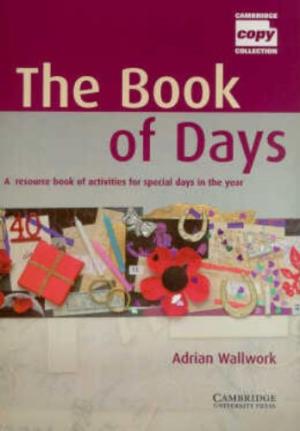 CAMBRIDGE
copy
COLLECTION
The Book
of Days
A resource book of activities for special days in the year
40
Adrian Wallwork
CAMBRIDGE
UNIVERSITY PRESS